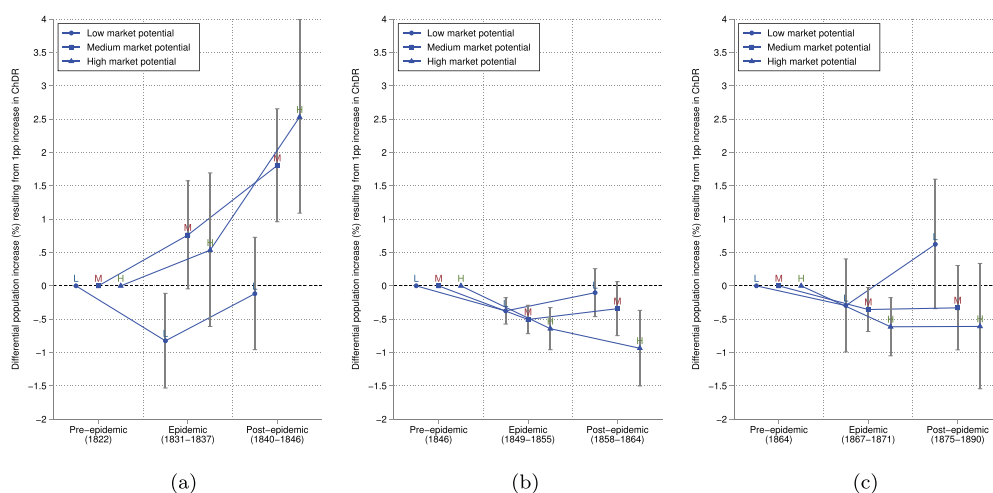 Differential population increase (%) resulting from 1pp increase in ChDR
4
3.5
3
2.5
2
1.5
1
.5
0
−.5
−1
−1.5
−2
Low market potential
Medium market potential
High market potential
L
M
H
L
M
H
L
M
H
Pre−epidemic
(1822)
Epidemic
(1831−1837)
Post−epidemic
(1840−1846)
(a)
Differential population increase (%) resulting from 1pp increase in ChDR
4
3.5
3
2.5
2
1.5
1
.5
0
−.5
−1
−1.5
−2
Low market potential
Medium market potential
High market potential
L
M
H
L
M
H
L
M
H
Pre−epidemic
(1846)
Epidemic
(1849−1855)
Post−epidemic
(1858−1864)
(b)
Differential population increase (%) resulting from 1pp increase in ChDR
4
3.5
3
2.5
2
1.5
1
.5
0
−.5
−1
−1.5
−2
Low market potential
Medium market potential
High market potential
L
M
H
L
M
H
L
M
H
Pre−epidemic
(1864)
Epidemic
(1867−1871)
Post−epidemic
(1875−1890)
(c)